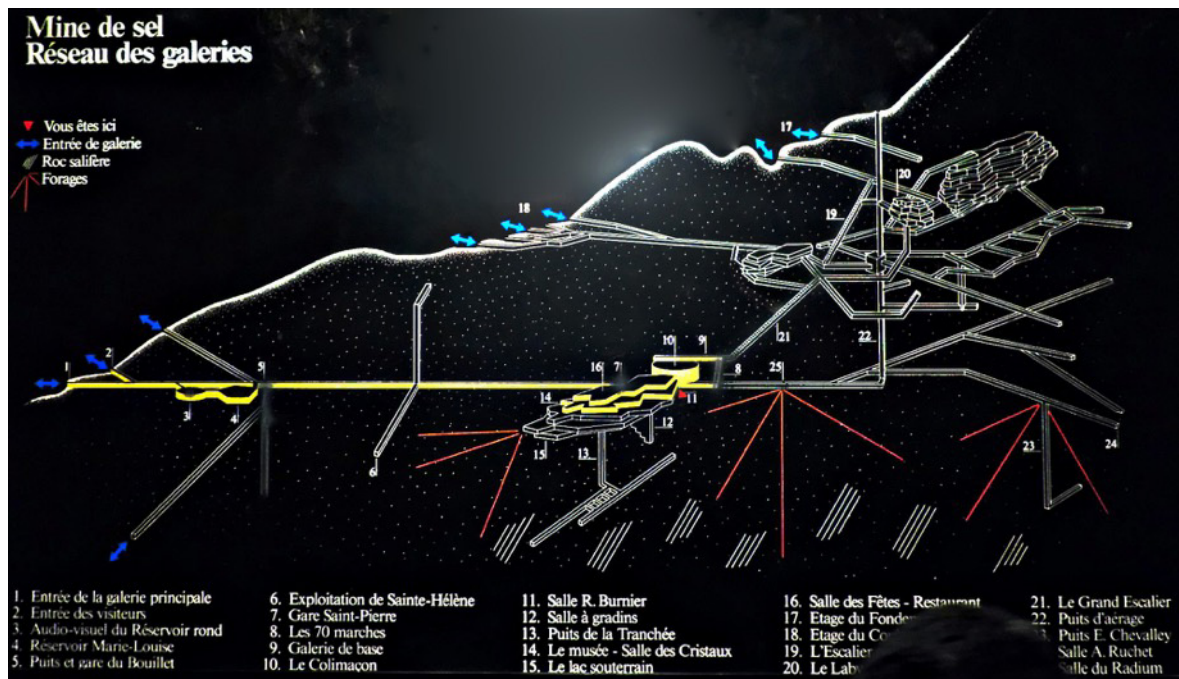 Mine de sel
Réseau des galeries
Vous êtes ici
Entrée de galerie
Roc salifère
Forages
17
20
18
19
10
9
21
22
2
1
5
16
7
8
25
3
4
14
11
12
15
13
6
23
24
1. Entrée de la galerie principale
2. Entrée des visiteurs
3. Audio-visuel du Réservoir rond
4. Réservoir Marie-Louise
5. Puits et gare du Bouillet
6. Exploitation de Sainte-Hélène
7. Gare Saint-Pierre
8. Les 70 marches
9. Galerie de base
10. Le Colimaçon
11. Salle R. Burnier
12. Salle à gradins
13. Puits de la Tranchée
14. Le musée - Salle des Cristaux
15. Le lac souterrain
16. Salle des Fêtes - Restaurant
17. Etage du
18. Etage du
19. L'Escalier
20. Le
21. Le Grand Escalier
22. Puits d'aérage
23. Puits E. Chevalley
Salle A. Ruchet
Salle du Radium